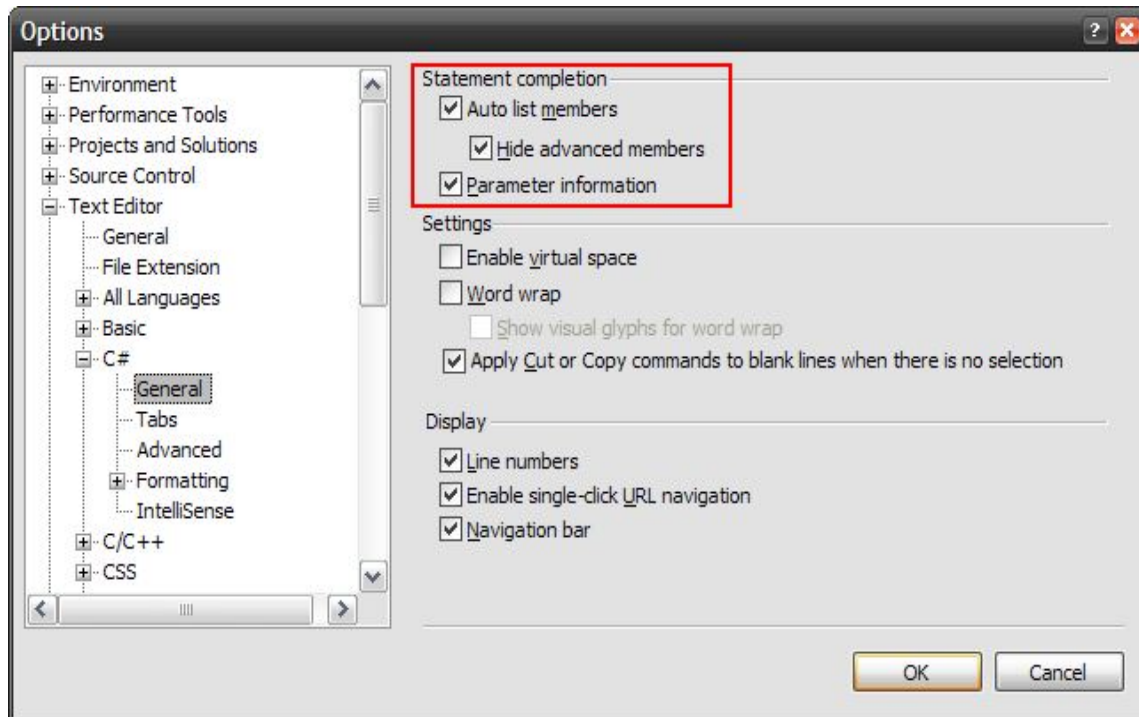 Options
Environment
Performance Tools
Projects and Solutions
Source Control
Text Editor
General
File Extension
All Languages
Basic
C#
General
Tabs
Advanced
Formatting
IntelliSense
C/C++
CSS
Statement completion
Auto list members
Hide advanced members
Parameter information
Settings
Enable virtual space
Word wrap
Show visual glyphs for word wrap
Apply Cut or Copy commands to blank lines when there is no selection
Display
Line numbers
Enable single-click URL navigation
Navigation bar
OK
Cancel